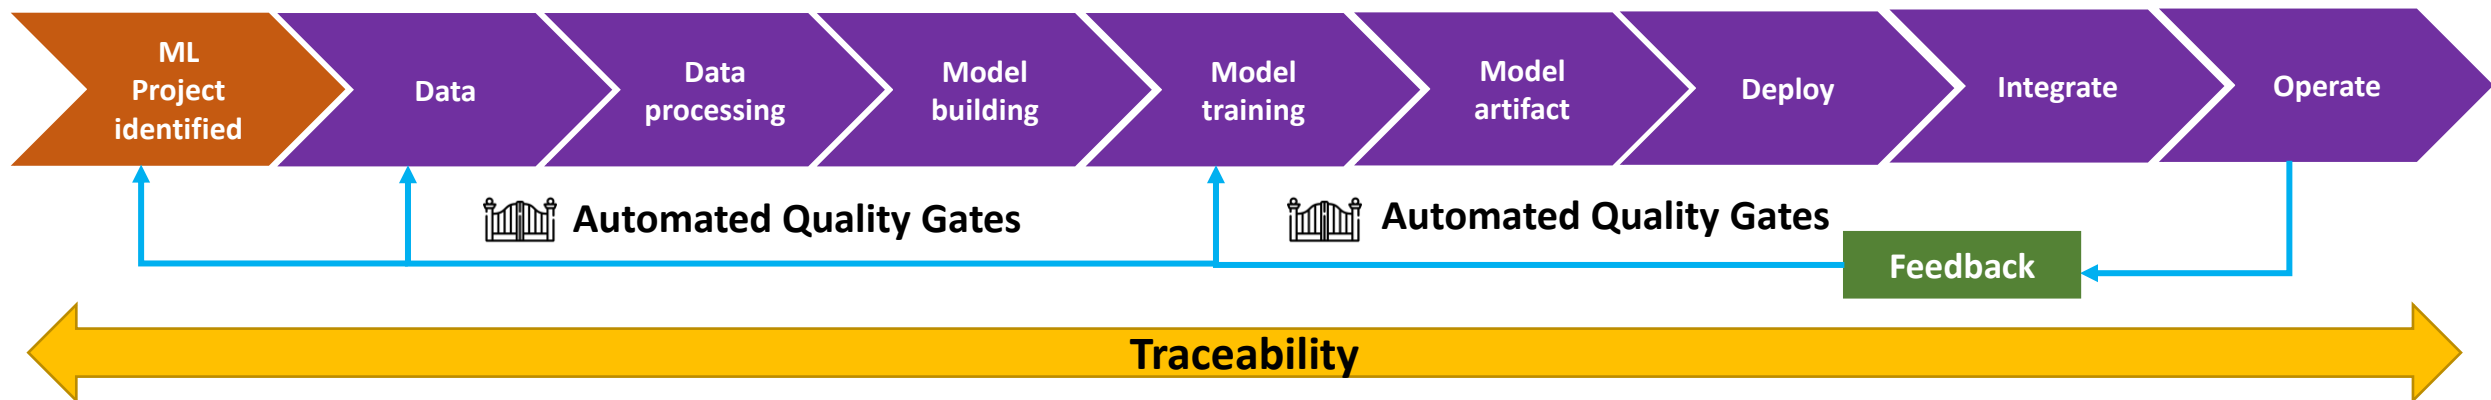 ML
Project
identified
Data
Data
processing
Model
building
Model
training
Model
artifact
Deploy
Integrate
Operate
Automated Quality Gates
Automated Quality Gates
Feedback
Traceability